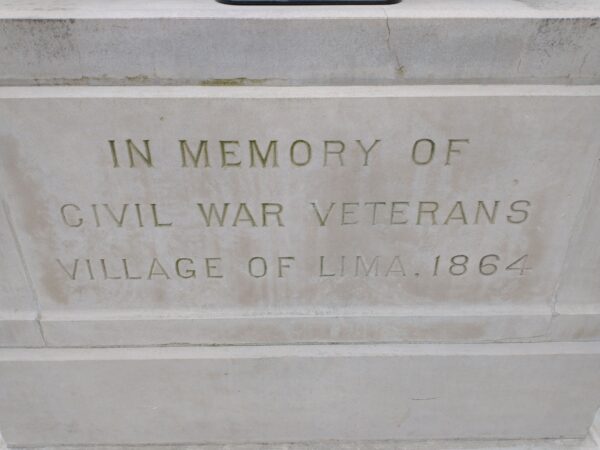 IN MEMORY OF
CIVIL WAR VETERANS
VILLAGE OF LIMA, 1864